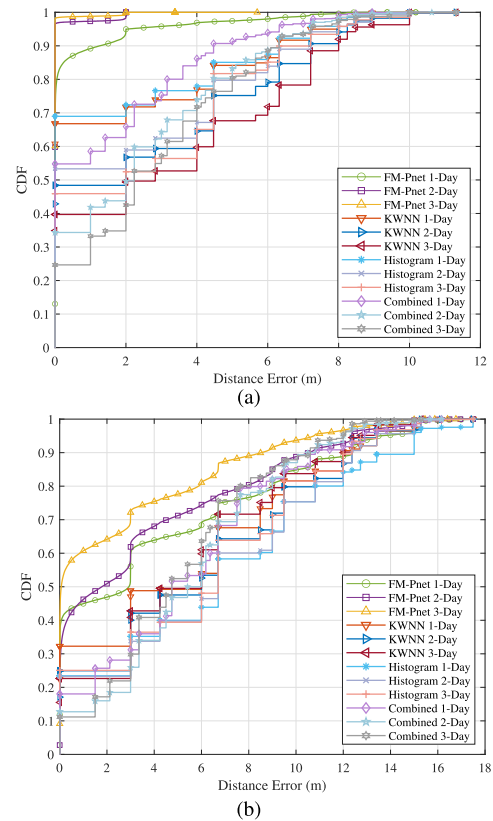 1
0.9
0.8
0.7
0.6
0.5
0.4
0.3
0.2
0.1
0
CDF
FM-Pnet 1-Day
FM-Pnet 2-Day
FM-Pnet 3-Day
KWNN 1-Day
KWNN 2-Day
KWNN 3-Day
Histogram 1-Day
Histogram 2-Day
Histogram 3-Day
Combined 1-Day
Combined 2-Day
Combined 3-Day
0 2 4 6 8 10 12
Distance Error (m)
(a)
1
0.9
0.8
0.7
0.6
0.5
0.4
0.3
0.2
0.1
0
CDF
FM-Pnet 1-Day
FM-Pnet 2-Day
FM-Pnet 3-Day
KWNN 1-Day
KWNN 2-Day
KWNN 3-Day
Histogram 1-Day
Histogram 2-Day
Histogram 3-Day
Combined 1-Day
Combined 2-Day
Combined 3-Day
0 2 4 6 8 10 12 14 16 18
Distance Error (m)
(b)